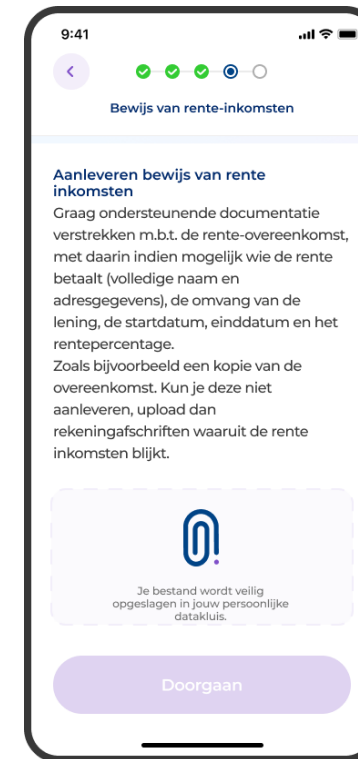 9:41
Bewijs van rente-inkomsten
Aanleveren bewijs van rente
inkomsten
Graag ondersteunende documentatie
verstrekken m.b.t. de rente-overeenkomst,
met daarin indien mogelijk wie de rente
betaalt (volledige naam en
adresgegevens), de omvang van de
lening, de startdatum, einddatum en het
rentepercentage.
Zoals bijvoorbeeld een kopie van de
overeenkomst. Kun je deze niet
aanleveren, upload dan
rekeningafschriften waaruit de rente
inkomsten blijkt.
Je bestand wordt veilig
opgeslagen in jouw persoonlijke
datakluis.
Doorgaan